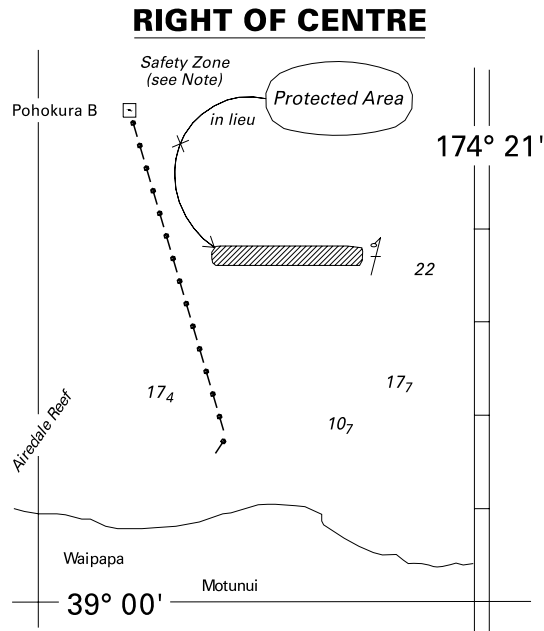 RIGHT OF CENTRE
Safety Zone
(see Note)
Protected Area
Pohokura B
in lieu
174° 21'
22
17₇
17₄
10₇
Airedale Reef
Waipapa
Motunui
39° 00'